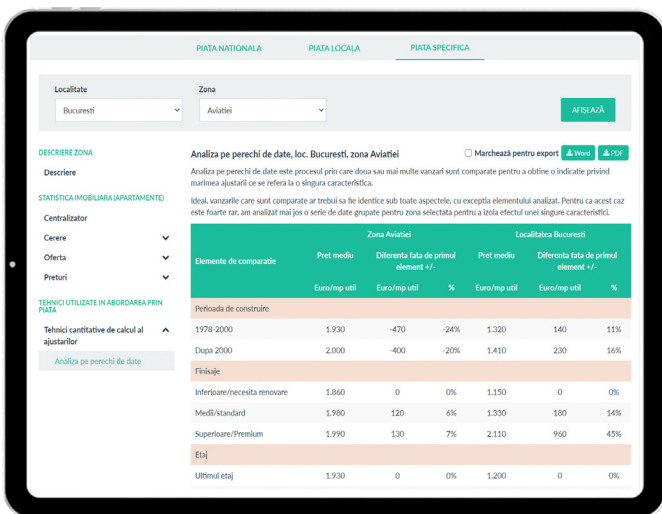 PIATA NATIONALA PIATA LOCALA PIATA SPECIFICA
Localitate Zona
Bucuresti Aviatiei AFIȘEAZĂ
DESCRIERE ZONA
Descriere
STATISTICA IMOBILIARA (APARTAMENTE)
Centralizator
Cerere
Oferta
Preturi
TEHNICI UTILIZATE IN ABORDAREA PRIN
PIATA
Tehnici cantitative de calcul al
ajustarilor
Analiza pe perechi de date
Analiza pe perechi de date, loc. Bucuresti, zona Aviatiei Marchează pentru export Word PDF
Analiza pe perechi de date este procesul prin care doua sau mai multe vanzari sunt comparate pentru a obtine o indicatie privind
marimea ajustarii ce se refera la o singura caracteristica.
Ideal, vanzarile care sunt comparate ar trebui sa fie identice sub toate aspectele, cu exceptia elementului analizat. Pentru ca acest caz
este foarte rar, am analizat mai jos o serie de date grupate pentru zona selectata pentru a izola efectul unei singure caracteristici.
Zona Aviatiei Localitatea Bucuresti
Elemente de comparatie Pret mediu Diferenta fata de primul Pret mediu Diferenta fata de primul
element +/- element +/-
Euro/mp util Euro/mp util % Euro/mp util Euro/mp util %
Perioada de construire
1978-2000 1.930 -470 -24% 1.320 140 11%
Dupa 2000 2.000 -400 -20% 1.410 230 16%
Finisaje
Inferioare/necesita renovare 1.860 0 0% 1.150 0 0%
Medii/standard 1.980 120 6% 1.330 180 14%
Superioare/Premium 1.990 130 7% 2.110 960 45%
Etaj
Ultimul etaj 1.930 0 0% 1.200 0 0%